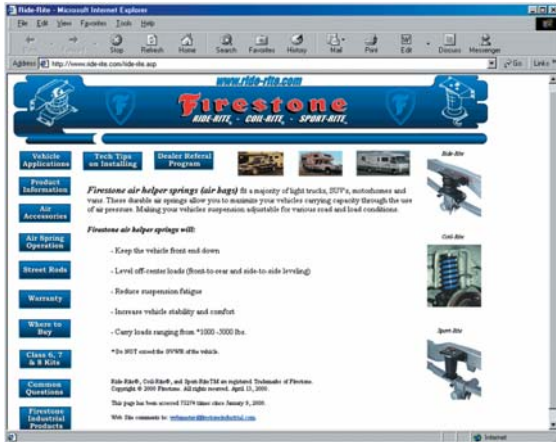 Ride-Rite - Microsoft Internet Explorer
File Edit View Favorites Tools Help
Stop Refresh Home Search Favorites History Mail Print Edit Discuss Messenger
Address http://www.ride-rite.com/ride-rite.asp Go Links
www.ride-rite.com
Firestone
RIDE-RITE - COIL-RITE - SPORT-RITE
Vehicle Applications
Tech Tips on Installing
Dealer Referal Program
Ride-Rite
Product Information
Firestone air helper springs (air bags) fit a majority of light trucks, SUV's, motorhomes and
vans. These durable air springs allow you to maximize your vehicles carrying capacity through the use
of air pressure. Making your vehicles suspension adjustable for various road and load conditions.
Air Accessories
Firestone air helper springs will:
Air Spring Operation
Coil-Rite
- Keep the vehicle front end down
Street Rods
- Level off-center loads (front-to-rear and side-to-side leveling)
- Reduce suspension fatigue
Warranty
- Increase vehicle stability and comfort
Where to Buy
- Carry loads ranging from *1000 -5000 lbs.
Sport-Rite
Class 6, 7 & 8 Kits
*Do NOT exceed the GVWR of the vehicle.
Common Questions
Ride-Rite®, Coil-Rite®, and Sport-RiteTM are registered Trademarks of Firestone.
Copyright © 2000 Firestone. All rights reserved. April 13, 2000.
Firestone Industrial Products
This page has been accessed 75274 times since January 9, 2000.
Web Site comments to:
Internet